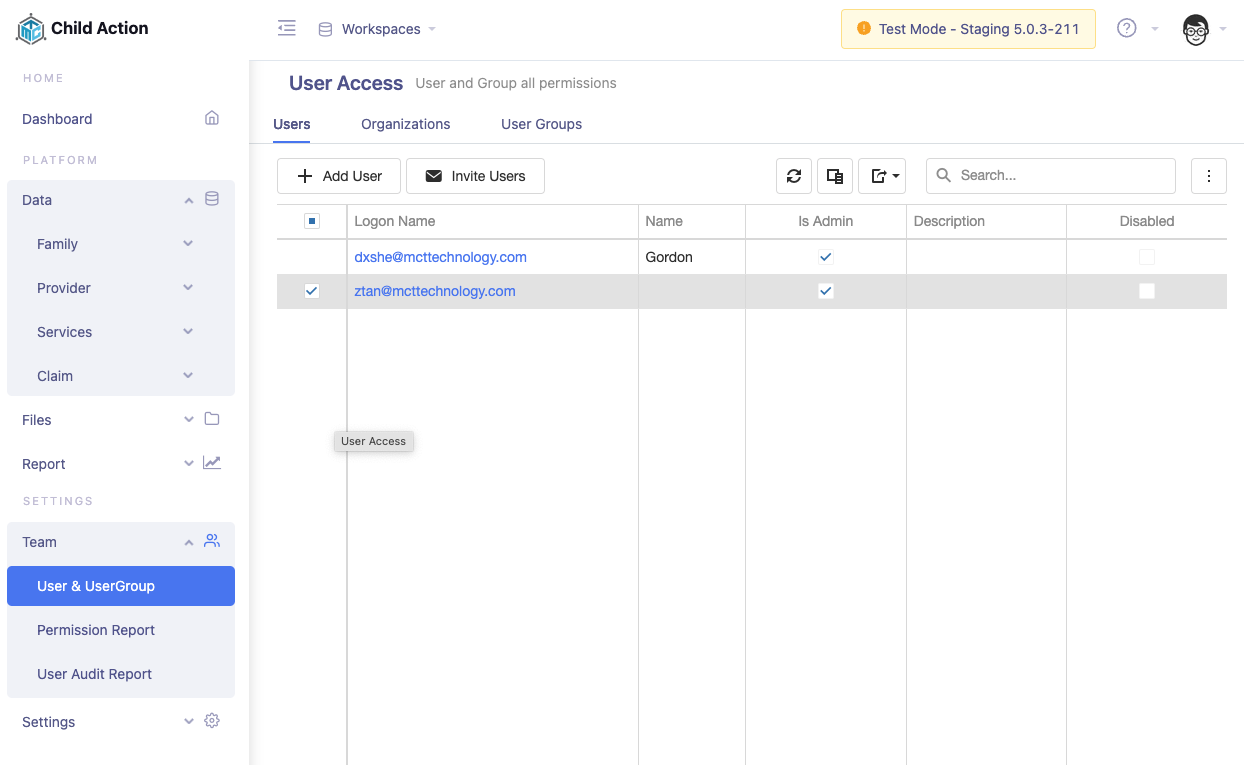 Child Action
Workspaces
Test Mode - Staging 5.0.3-211
HOME
Dashboard
PLATFORM
Data
Family
Provider
Services
Claim
Files
Report
SETTINGS
Team
User & UserGroup
Permission Report
User Audit Report
Settings
User Access User and Group all permissions
Users Organizations User Groups
Add User Invite Users Search...
Logon Name Name Is Admin Description Disabled
dxshe@mcttechnology.com Gordon
ztan@mcttechnology.com
User Access